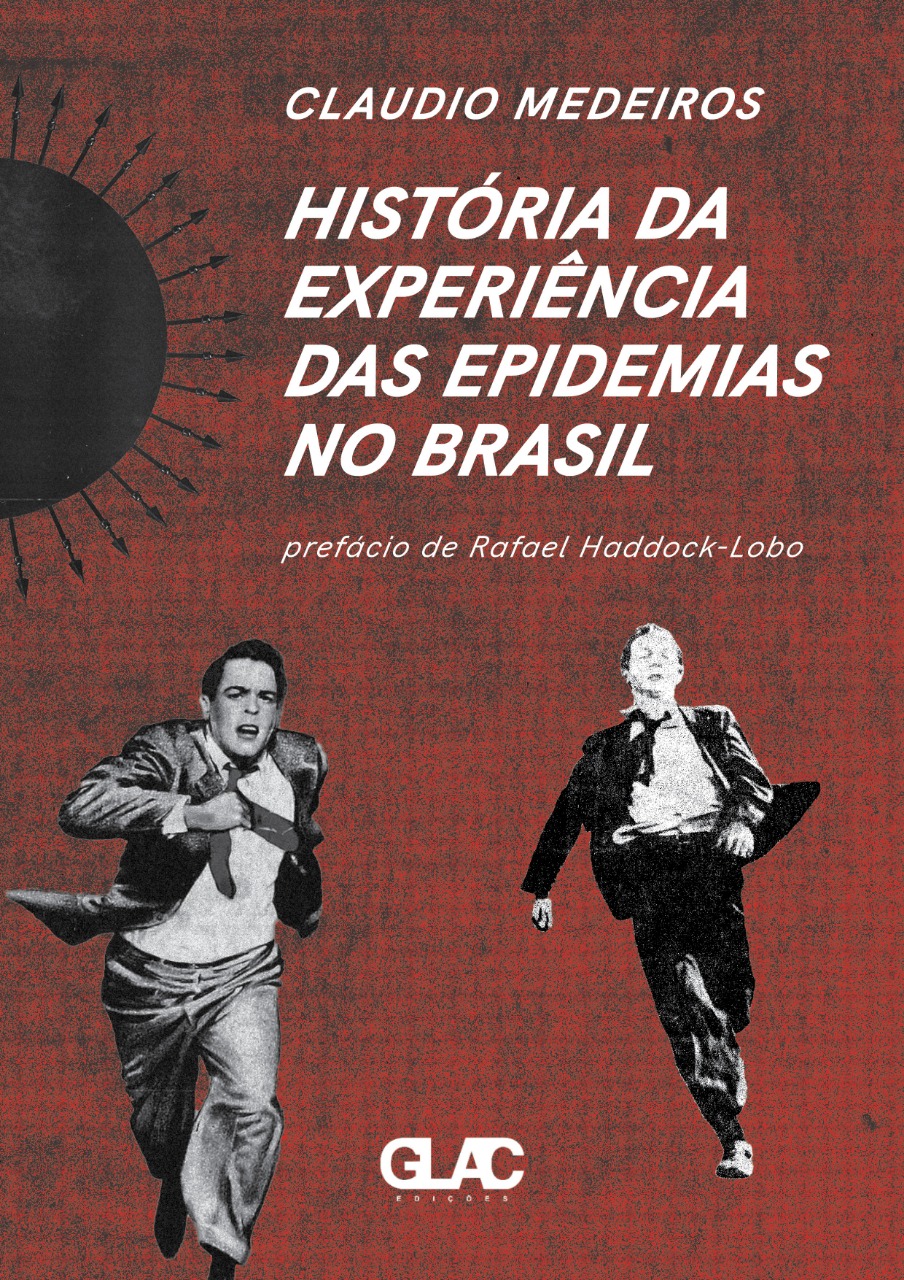 CLAUDIO MEDEIROS
HISTÓRIA DA
EXPERIÊNCIA
DAS EPIDEMIAS
NO BRASIL
prefácio de Rafael Haddock-Lobo
GLAC
EDIÇÕES